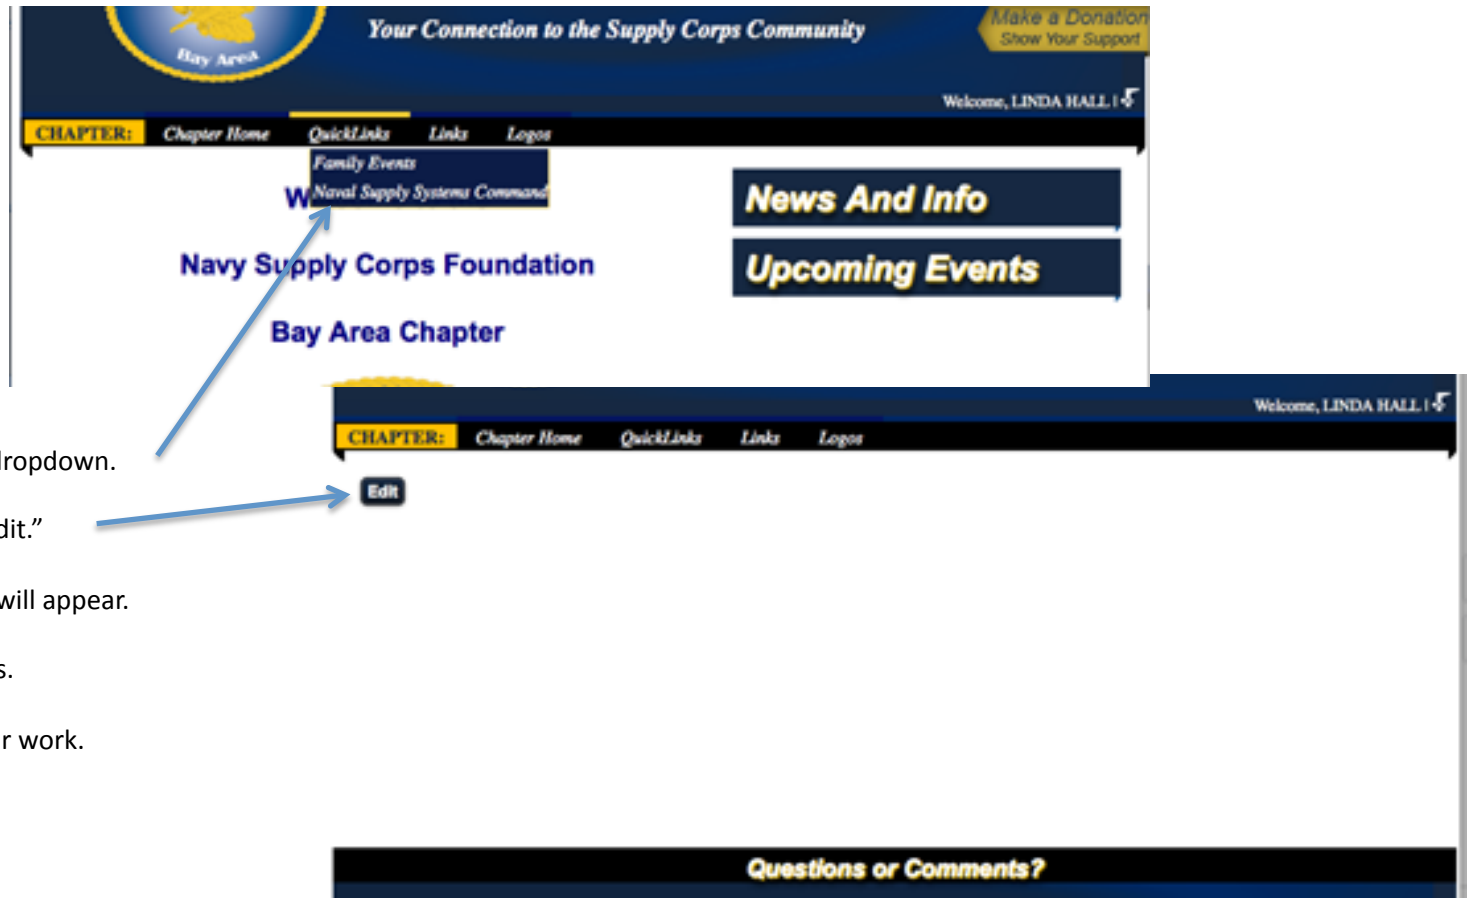 Bay Area
Your Connection to the Supply Corps Community
Make a Donation
Show Your Support
Welcome, LINDA HALL |
CHAPTER: Chapter Home QuickLinks Links Logos
Family Events
Naval Supply Systems Command
W
News And Info
Navy Supply Corps Foundation
Upcoming Events
Bay Area Chapter
Welcome, LINDA HALL |
CHAPTER: Chapter Home QuickLinks Links Logos
dropdown.
Edit
dit.”
will appear.
s.
r work.
Questions or Comments?